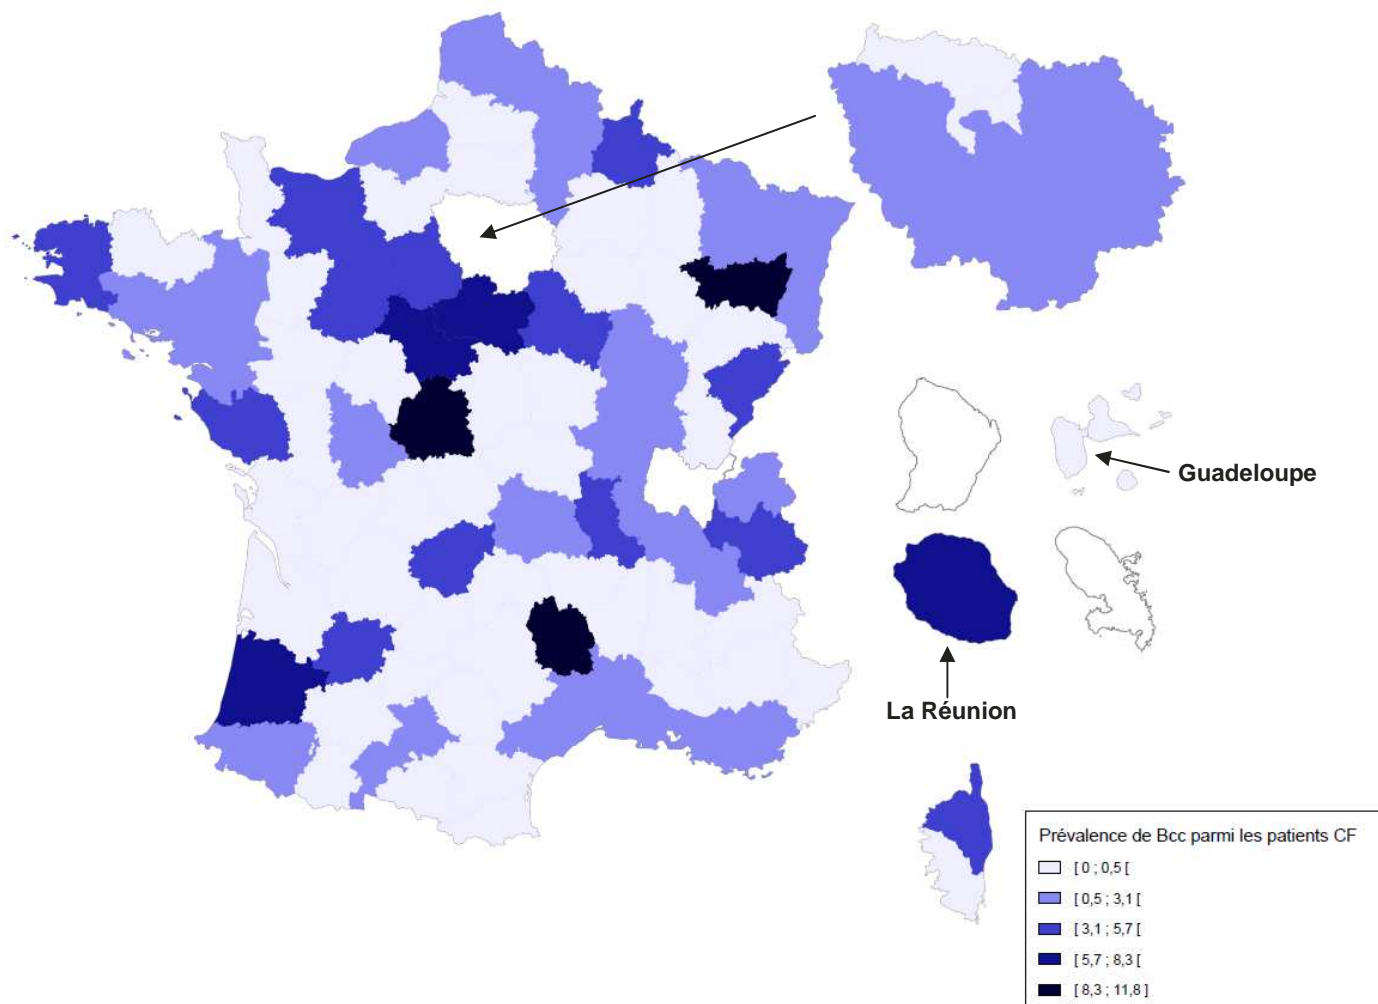 Guadeloupe
La Réunion
Prévalence de Bcc parmi les patients CF
[ 0 ; 0,5 [
[ 0,5 ; 3,1 [
[ 3,1 ; 5,7 [
[ 5,7 ; 8,3 [
[ 8,3 ; 11,8 ]